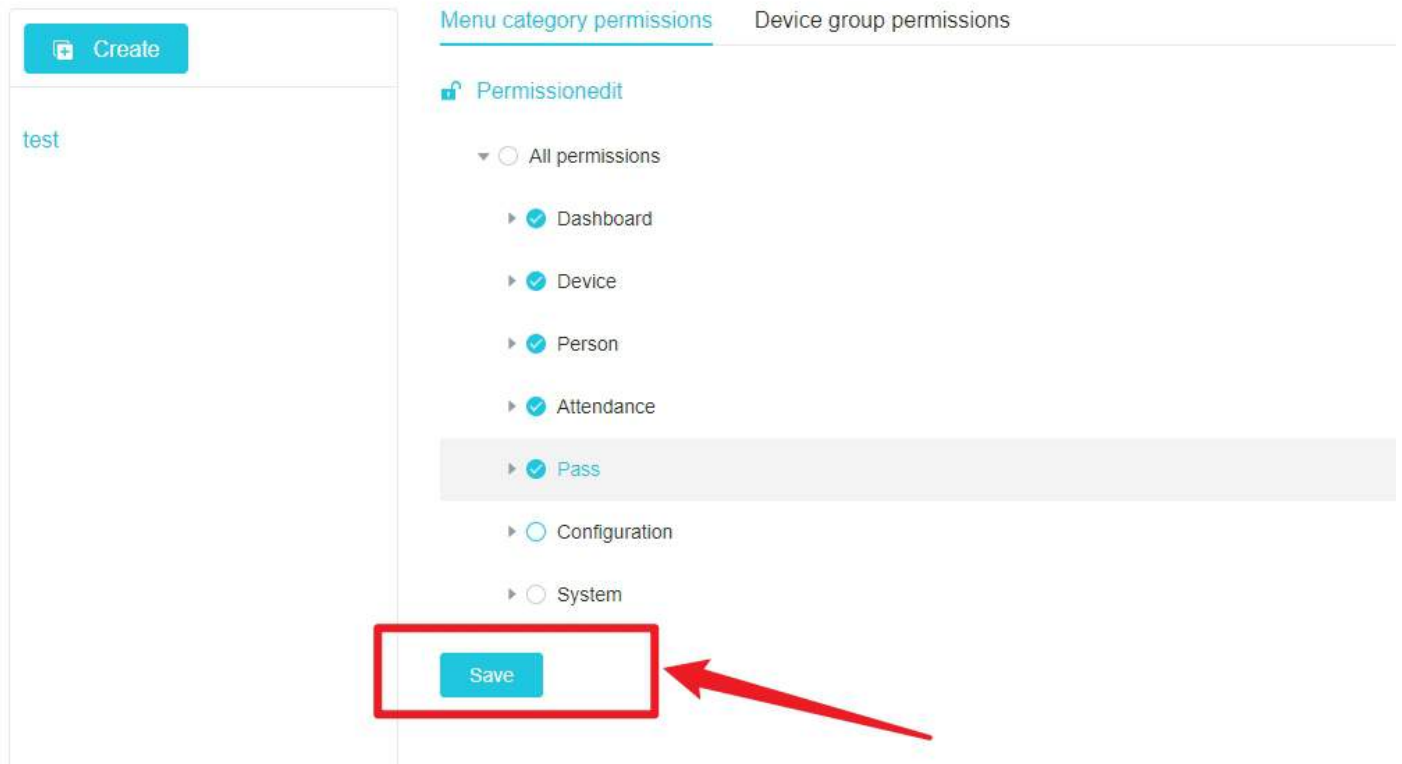 Create
test
Menu category permissions Device group permissions
Permissionedit
All permissions
Dashboard
Device
Person
Attendance
Pass
Configuration
System
Save